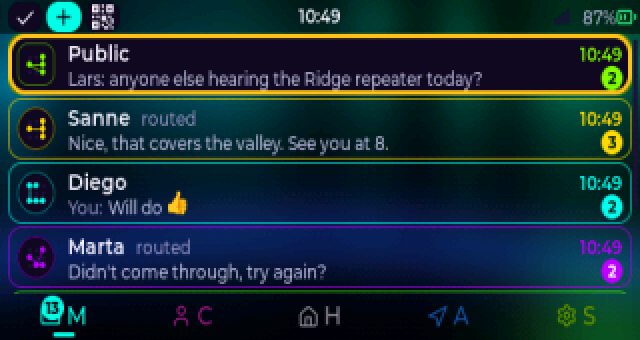 10:49
87%
Public
10:49
Lars: anyone else hearing the Ridge repeater today?
2
Sanne routed
10:49
Nice, that covers the valley. See you at 8.
3
Diego
10:49
You: Will do 👍
2
Marta routed
10:49
Didn't come through, try again?
2
13
M
C
H
A
S